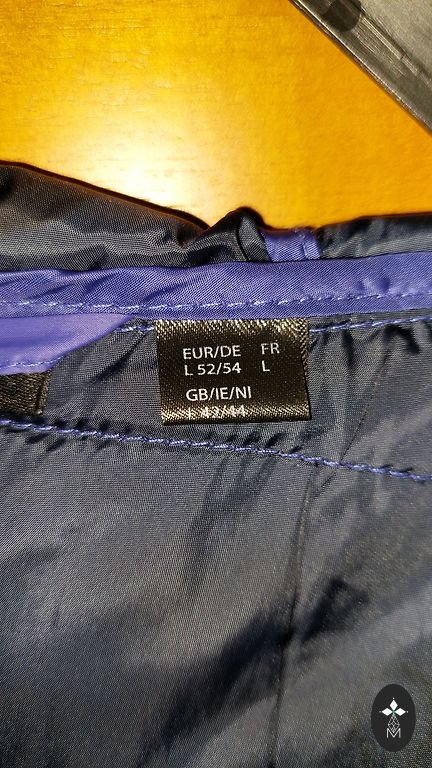 EUR/DE FR
L 52/54 L
GB/IE/NI
L 42/44
M